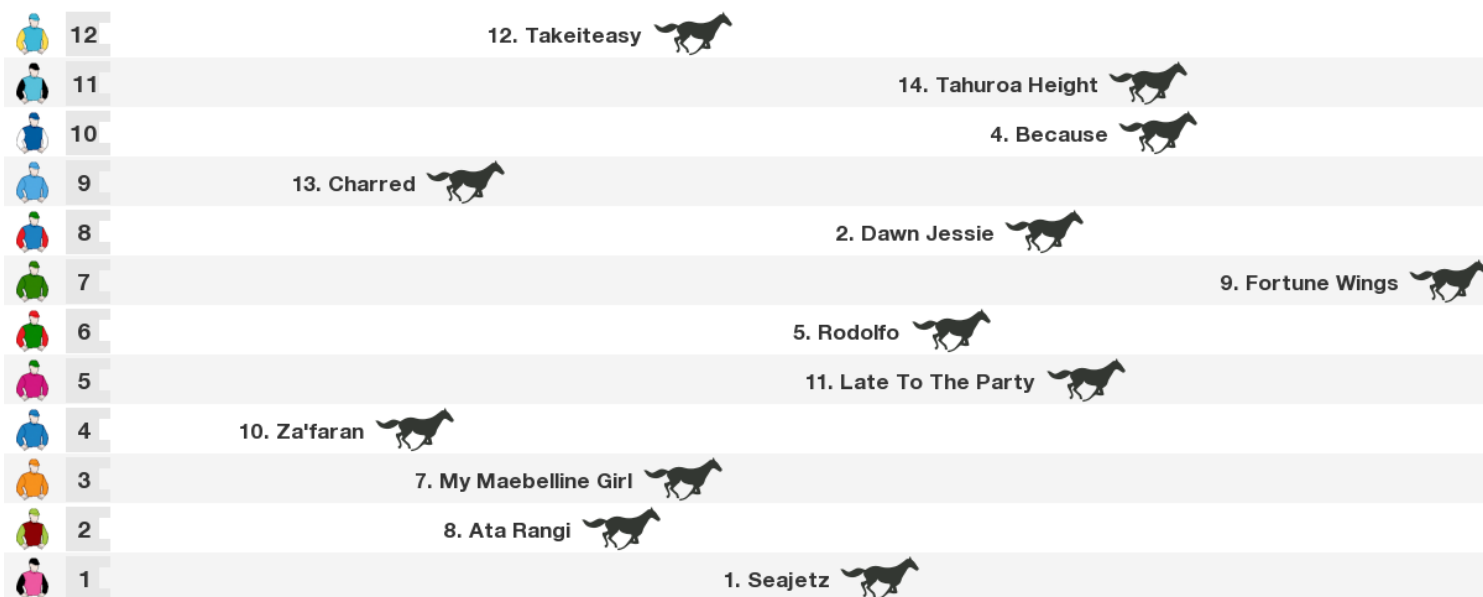 12 12. Takeiteasy
11 14. Tahuroa Height
10 4. Because
9 13. Charred
8 2. Dawn Jessie
7 9. Fortune Wings
6 5. Rodolfo
5 11. Late To The Party
4 10. Za'faran
3 7. My Maebelline Girl
2 8. Ata Rangi
1 1. Seajetz